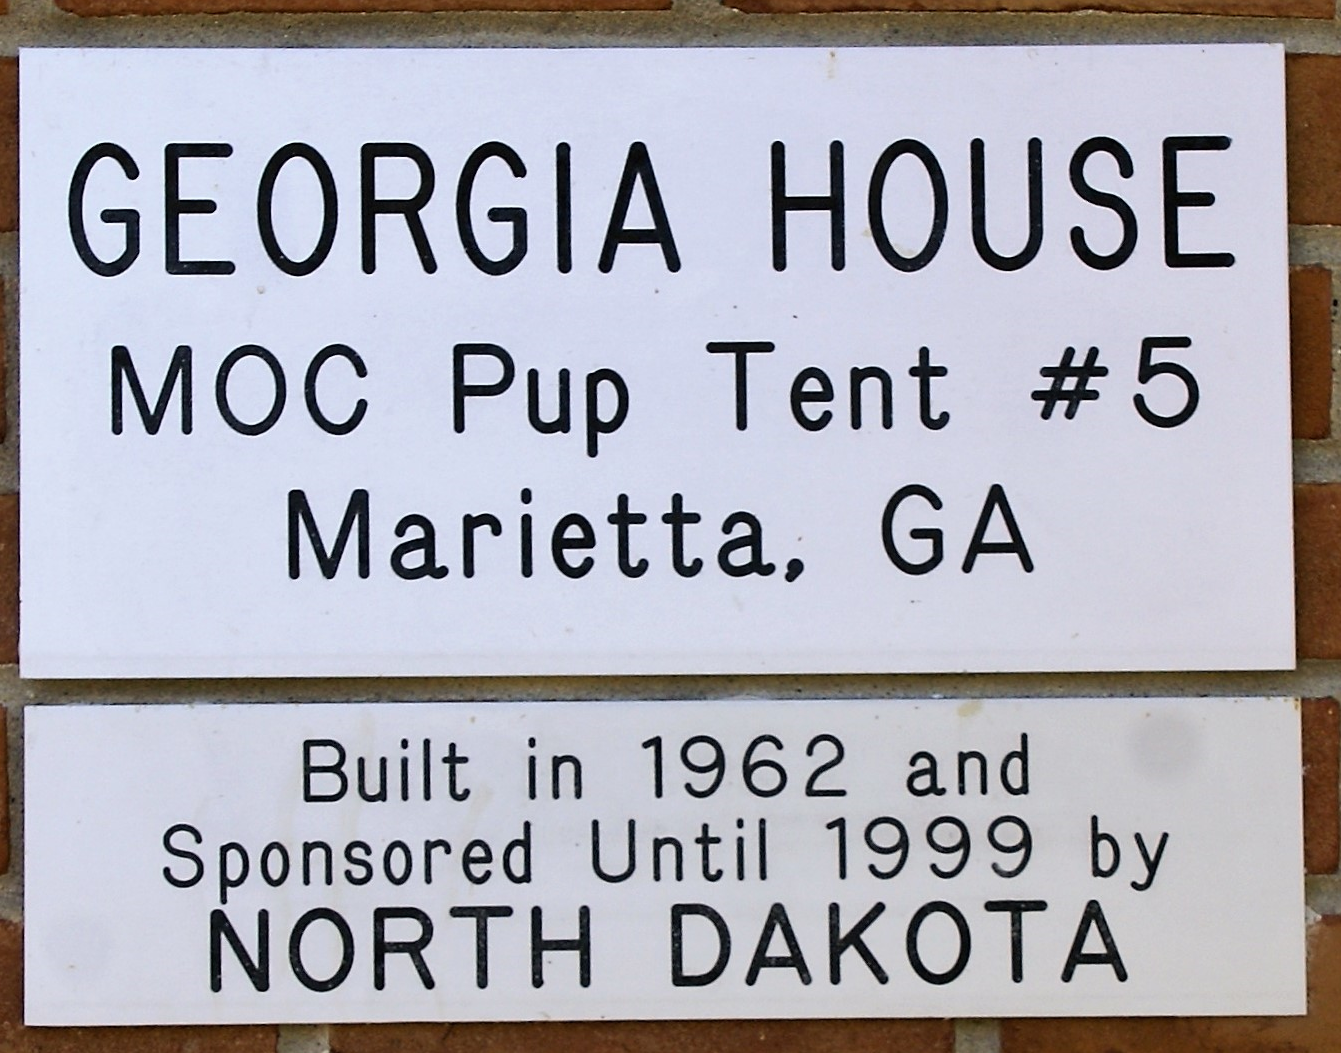 GEORGIA HOUSE
MOC Pup Tent #5
Marietta, GA
Built in 1962 and
Sponsored Until 1999 by
NORTH DAKOTA